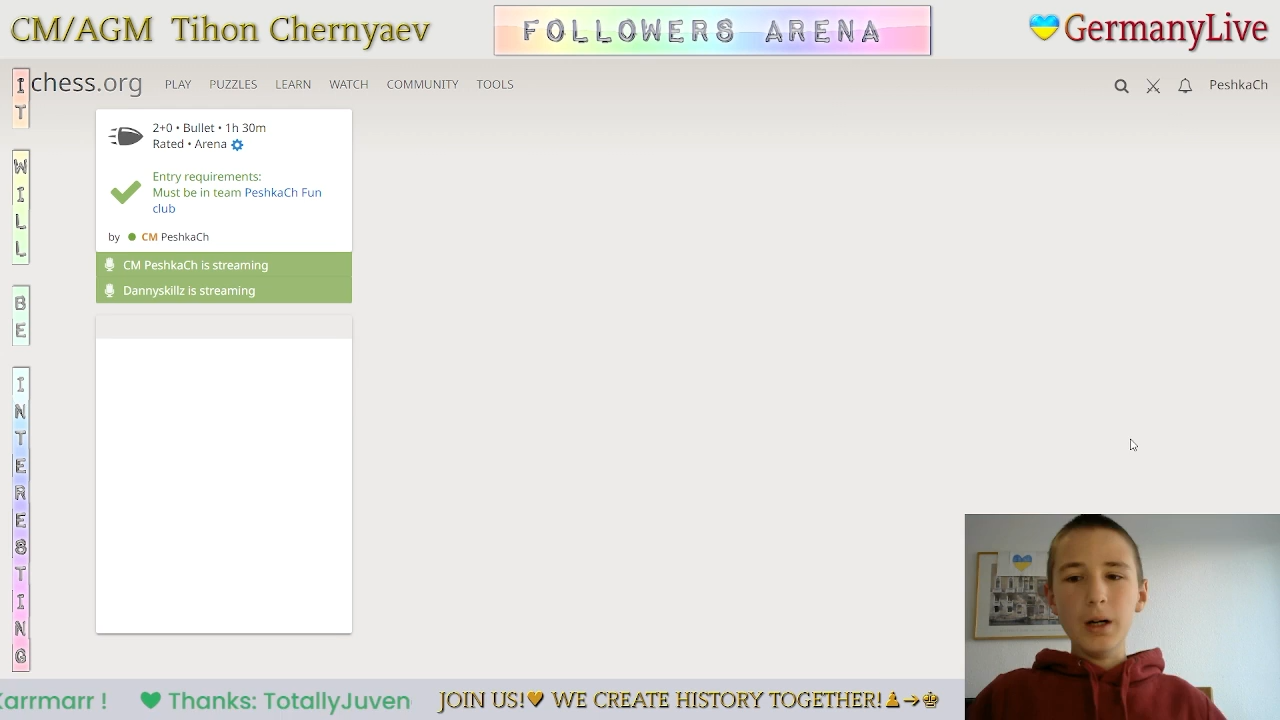 CM/AGM Tihon Chernyaev
FOLLOWERS ARENA
GermanyLive
chess.org
PLAY
PUZZLES
LEARN
WATCH
COMMUNITY
TOOLS
PeshkaCh
IT WILL BE INTERESTING
2+0 • Bullet • 1h 30m
Rated • Arena
Entry requirements:
Must be in team PeshkaCh Fun
club
by CM PeshkaCh
CM PeshkaCh is streaming
Dannyskillz is streaming
Karrmarr !
Thanks: TotallyJuven
JOIN US! WE CREATE HISTORY TOGETHER!